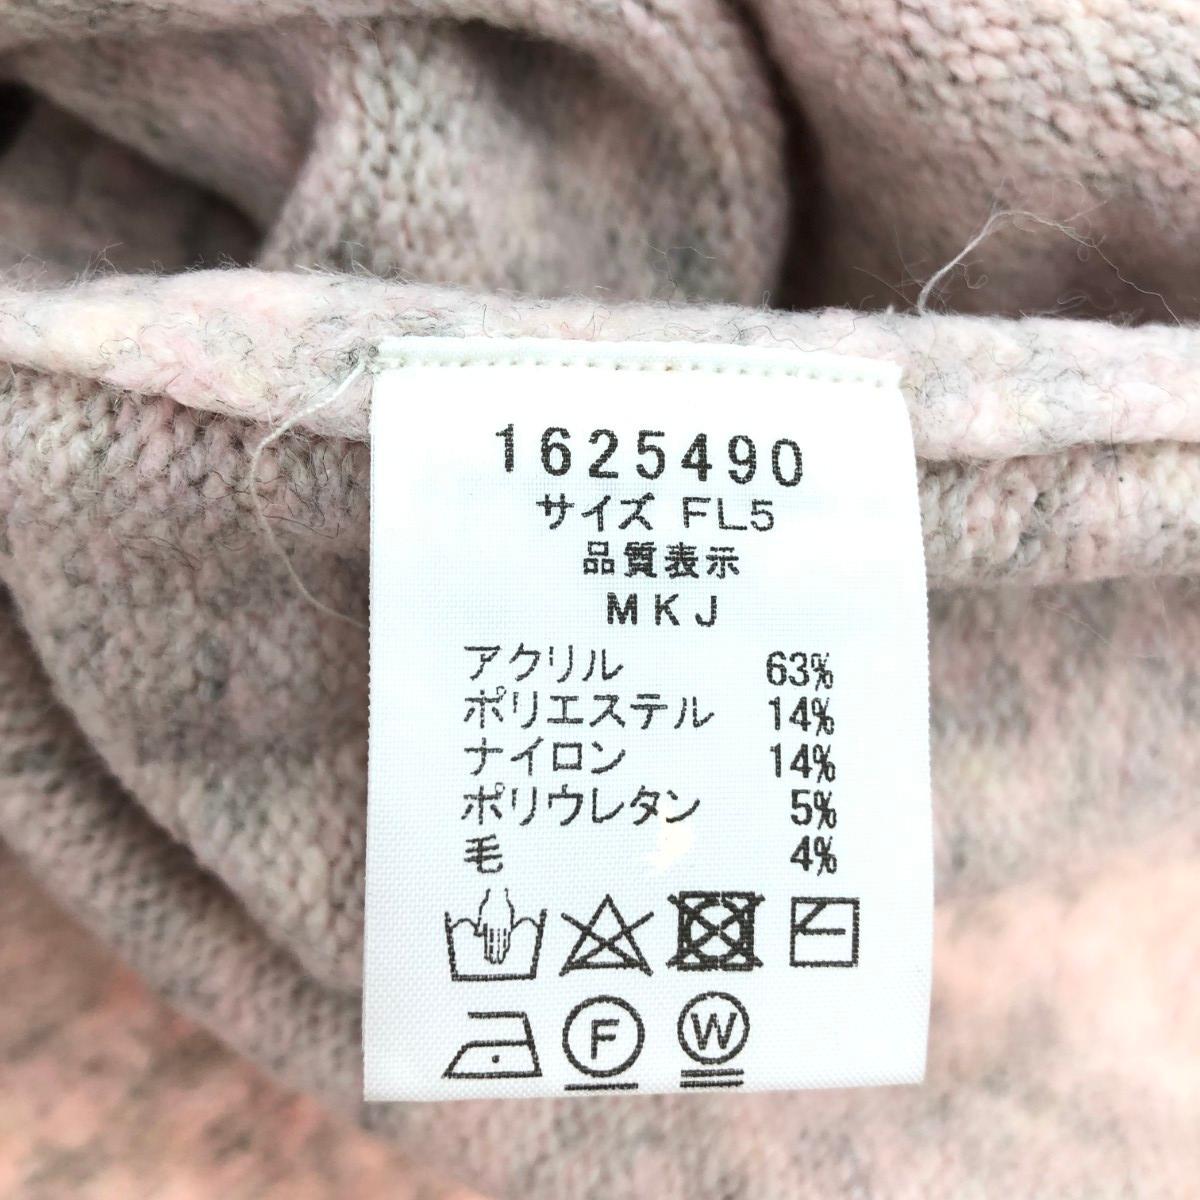 1625490
サイズ FL5
品質表示
MKJ
アクリル 63%
ポリエステル 14%
ナイロン 14%
ポリウレタン 5%
毛 4%
F W